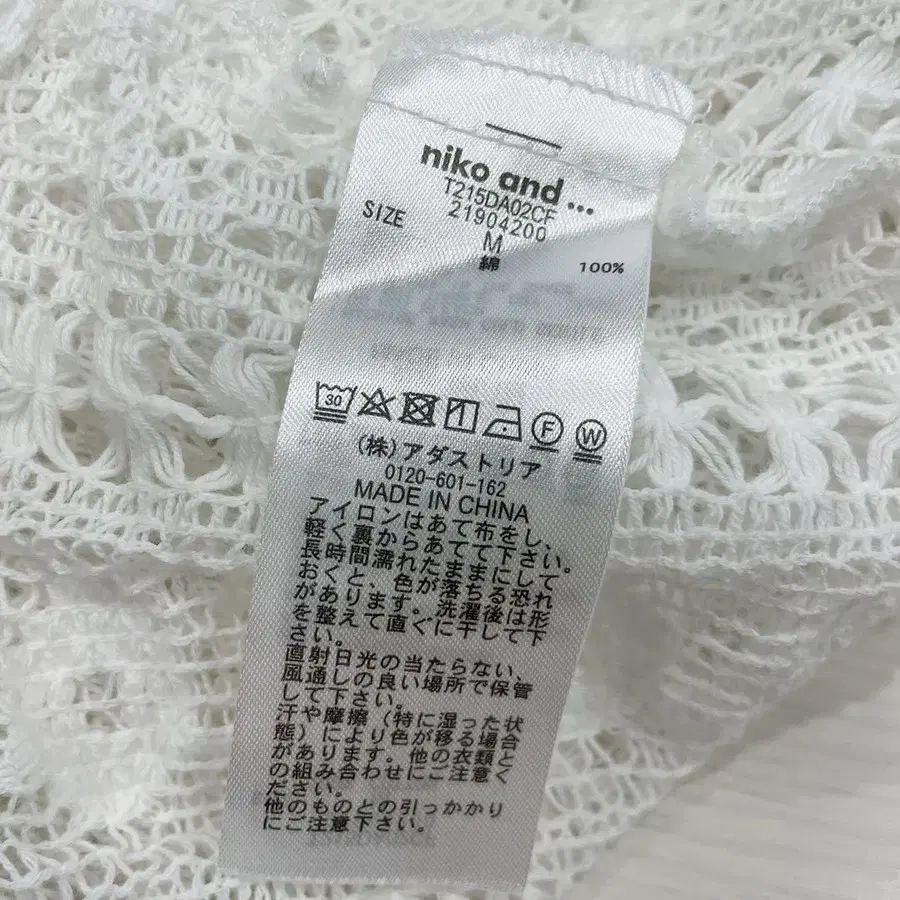 niko and ...
T215DA02CF
21904200
SIZE M
綿 100%
30
F
W
(株)アダストリア
0120-601-162
MADE IN CHINA
アイロンはあて布をし、
軽く裏からあてて下さい。
長時間濡れたままにして
おくと、色が落ちる恐れ
があります。洗濯後は形
を整えて直ぐに干して下
さい。
直射日光の当たらない、
風通しの良い場所で保管
して下さい。
汗や摩擦(特に湿った状
態)により色が移る場合
があります。他の衣類と
の組み合わせにご注意く
ださい。
他のものとの引っかかり
にご注意下さい。